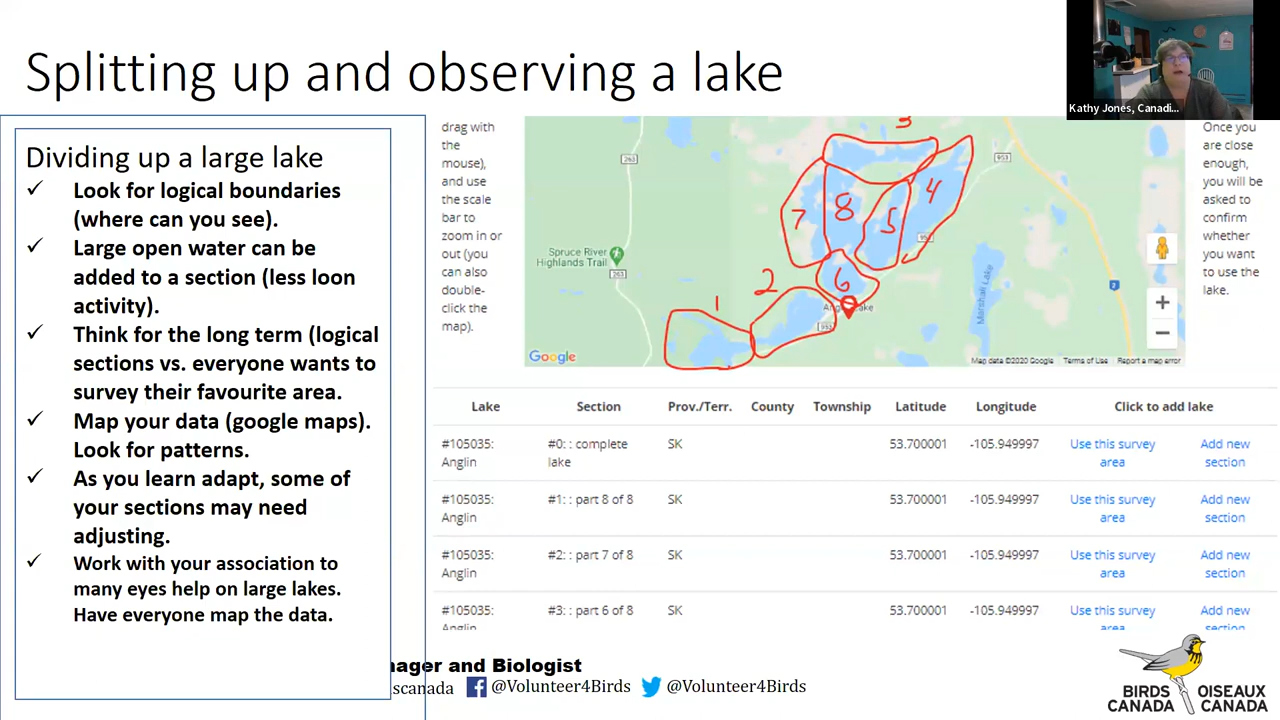 Splitting up and observing a lake
Kathy Jones, Canadi...
Dividing up a large lake
✓ Look for logical boundaries
(where can you see).
✓ Large open water can be
added to a section (less loon
activity).
✓ Think for the long term (logical
sections vs. everyone wants to
survey their favourite area.
✓ Map your data (google maps).
Look for patterns.
✓ As you learn adapt, some of
your sections may need
adjusting.
✓ Work with your association to
many eyes help on large lakes.
Have everyone map the data.
drag with
the
mouse),
and use
the scale
bar to
zoom in or
out (you
can also
double-
click the
map).
263
3
953
7
8
5
4
Spruce River
Highlands Trail
263
952
2
6
Marshall Lake
2
1
Lake
952
+
−
Google
Map data ©2020 Google
Terms of Use
Report a map error
Once you
are close
enough,
you will be
asked to
confirm
whether
you want
to use the
lake.
Lake Section Prov./Terr. County Township Latitude Longitude Click to add lake
#105035: #0: : complete SK 53.700001 -105.949997 Use this survey Add new
Anglin lake area section
#105035: #1: : part 8 of 8 SK 53.700001 -105.949997 Use this survey Add new
Anglin area section
#105035: #2: : part 7 of 8 SK 53.700001 -105.949997 Use this survey Add new
Anglin area section
#105035: #3: : part 6 of 8 SK 53.700001 -105.949997 Use this survey Add new
Anglin area section
nager and Biologist
scanada @Volunteer4Birds @Volunteer4Birds
BIRDS OISEAUX
CANADA CANADA